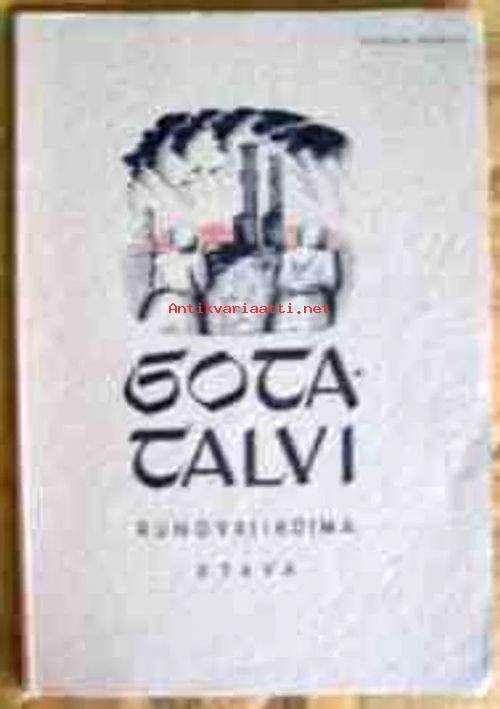 Antikvariaatti.net
SOTA-
TALVI
RUNOVALIKOIMA
OTAVA